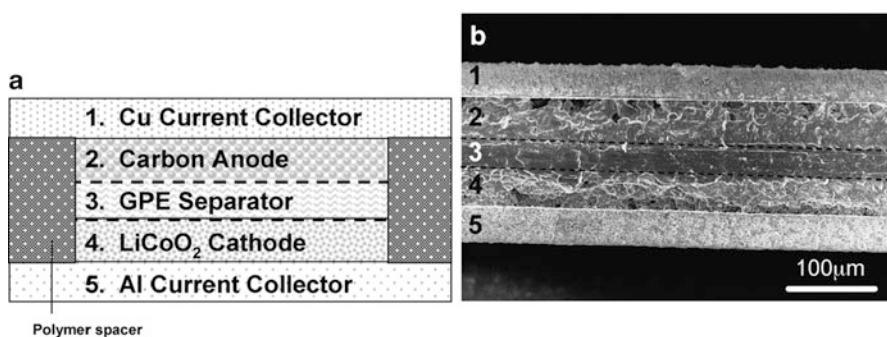 a
1. Cu Current Collector
2. Carbon Anode
3. GPE Separator
4. LiCoO₂ Cathode
5. Al Current Collector
Polymer spacer
b
1
2
3
4
5
100μm